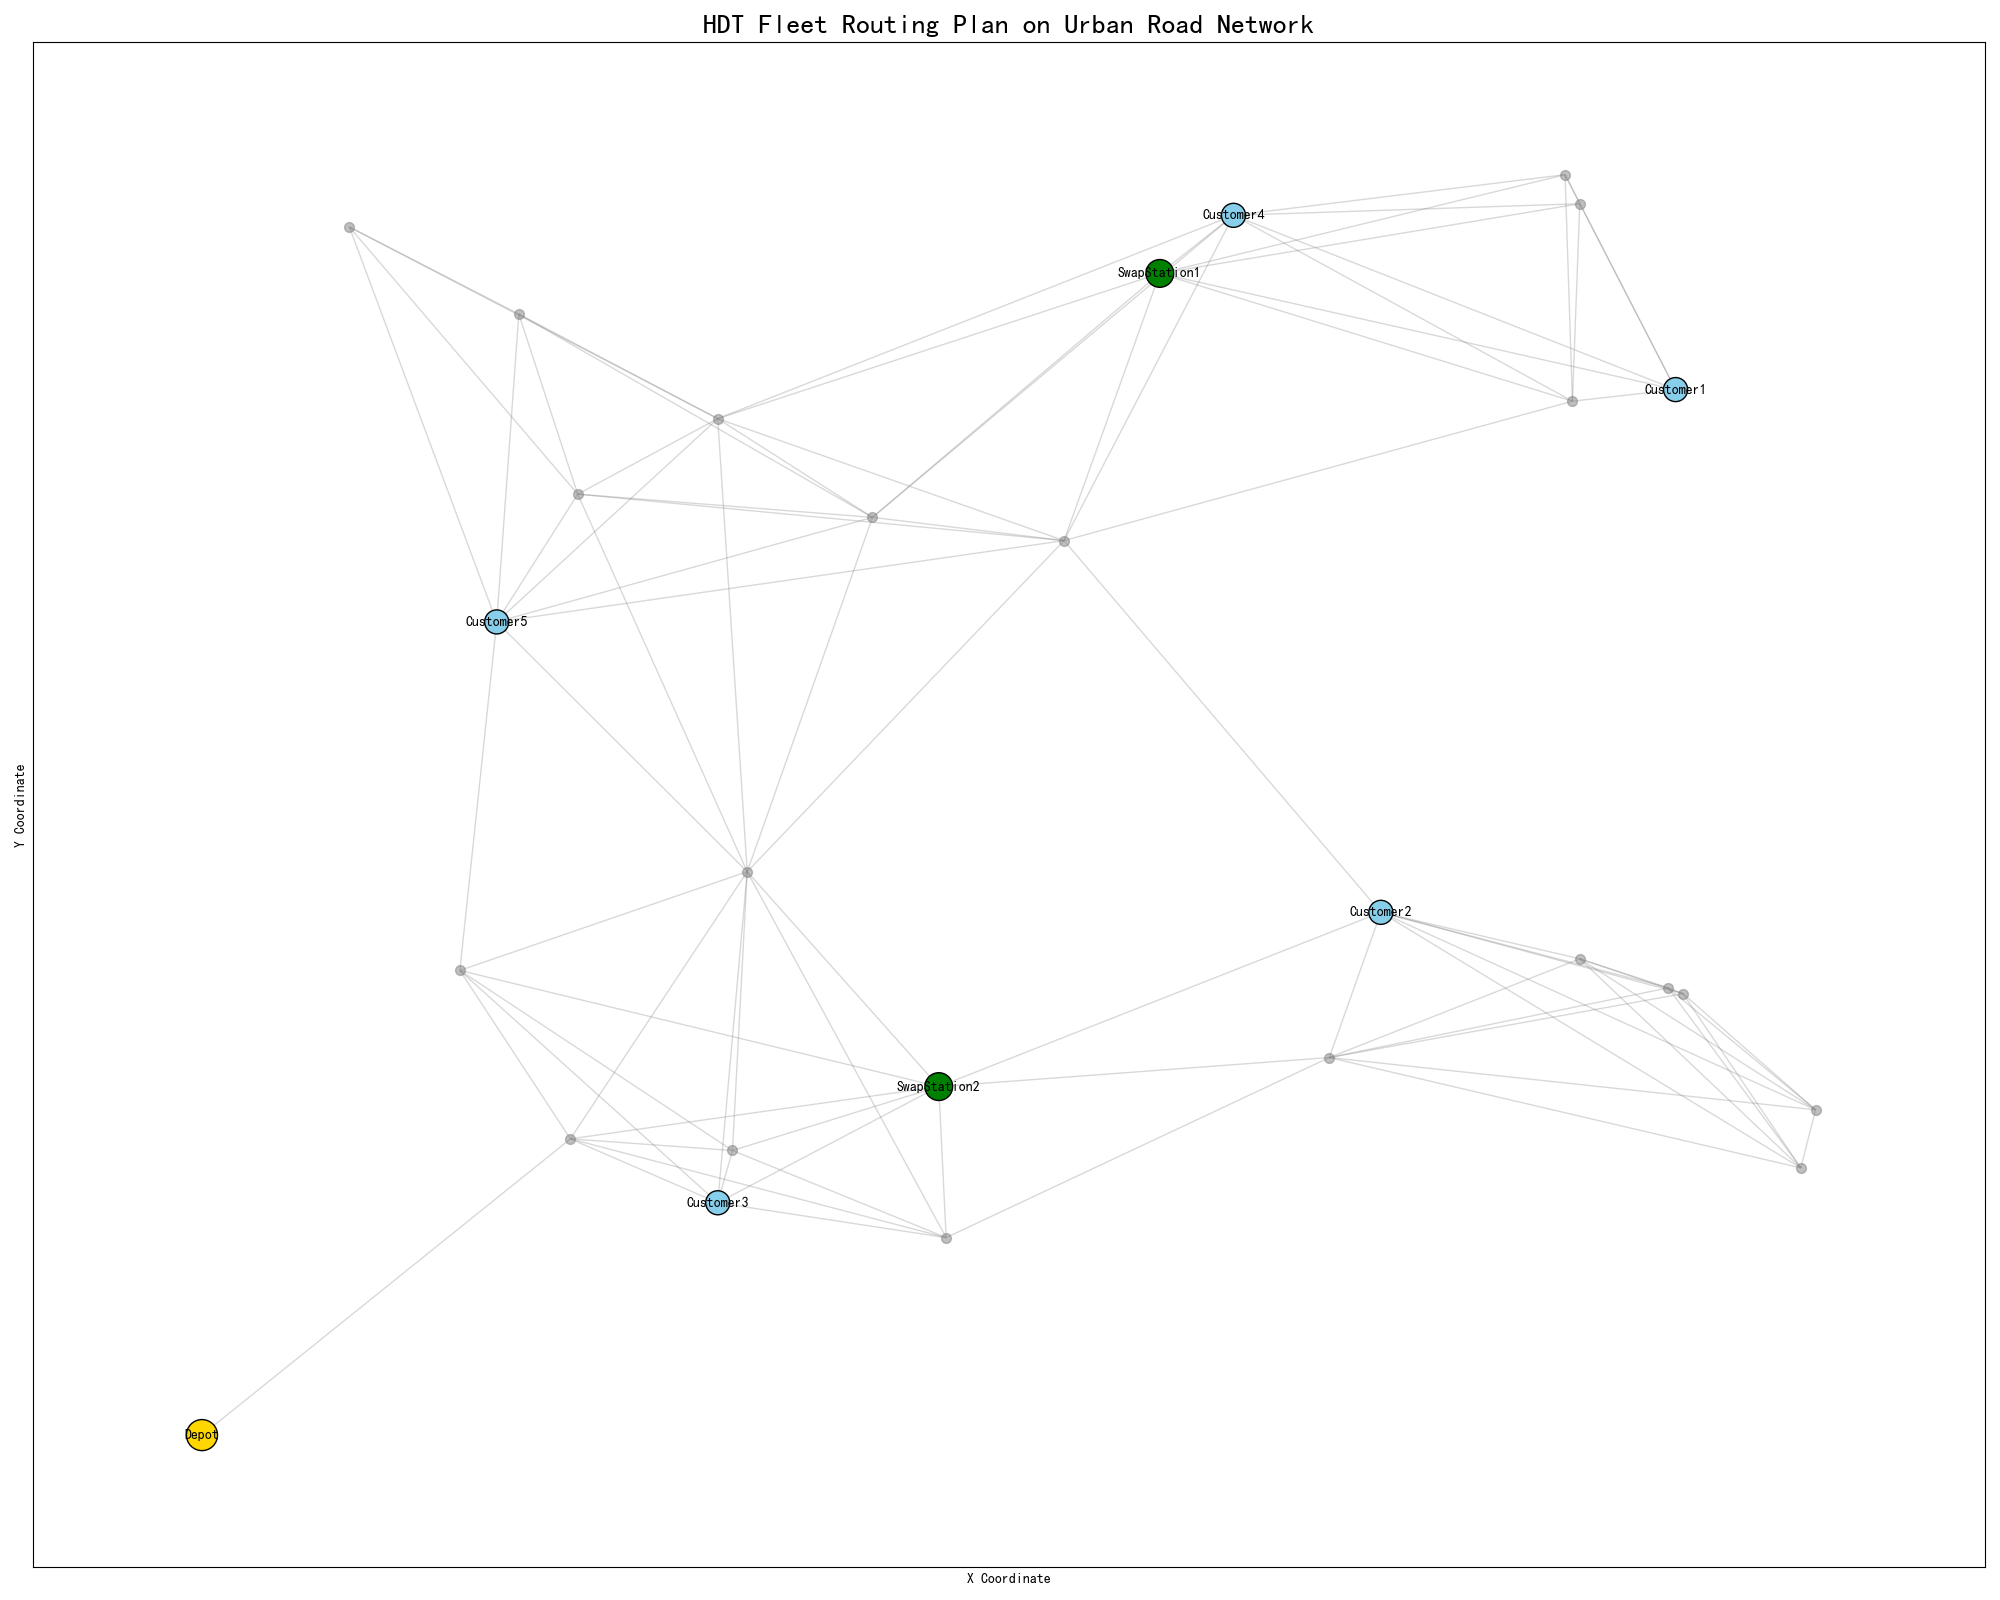 HDT Fleet Routing Plan on Urban Road Network
Customer4
SwapStation1
Customer1
Customer5
Y Coordinate
Customer2
SwapStation2
Customer3
Depot
X Coordinate